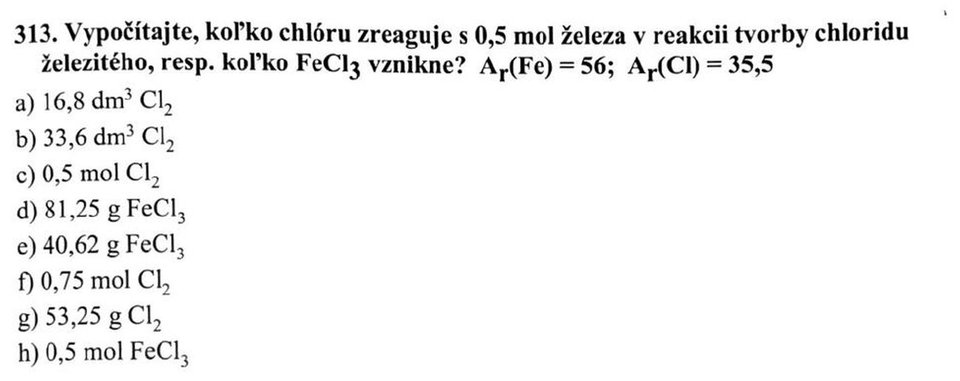 313. Vypočítajte, koľko chlóru zreaguje s 0,5 mol železa v reakcii tvorby chloridu
železitého, resp. koľko FeCl₃ vznikne? Aᵣ(Fe) = 56; Aᵣ(Cl) = 35,5
a) 16,8 dm³ Cl₂
b) 33,6 dm³ Cl₂
c) 0,5 mol Cl₂
d) 81,25 g FeCl₃
e) 40,62 g FeCl₃
f) 0,75 mol Cl₂
g) 53,25 g Cl₂
h) 0,5 mol FeCl₃